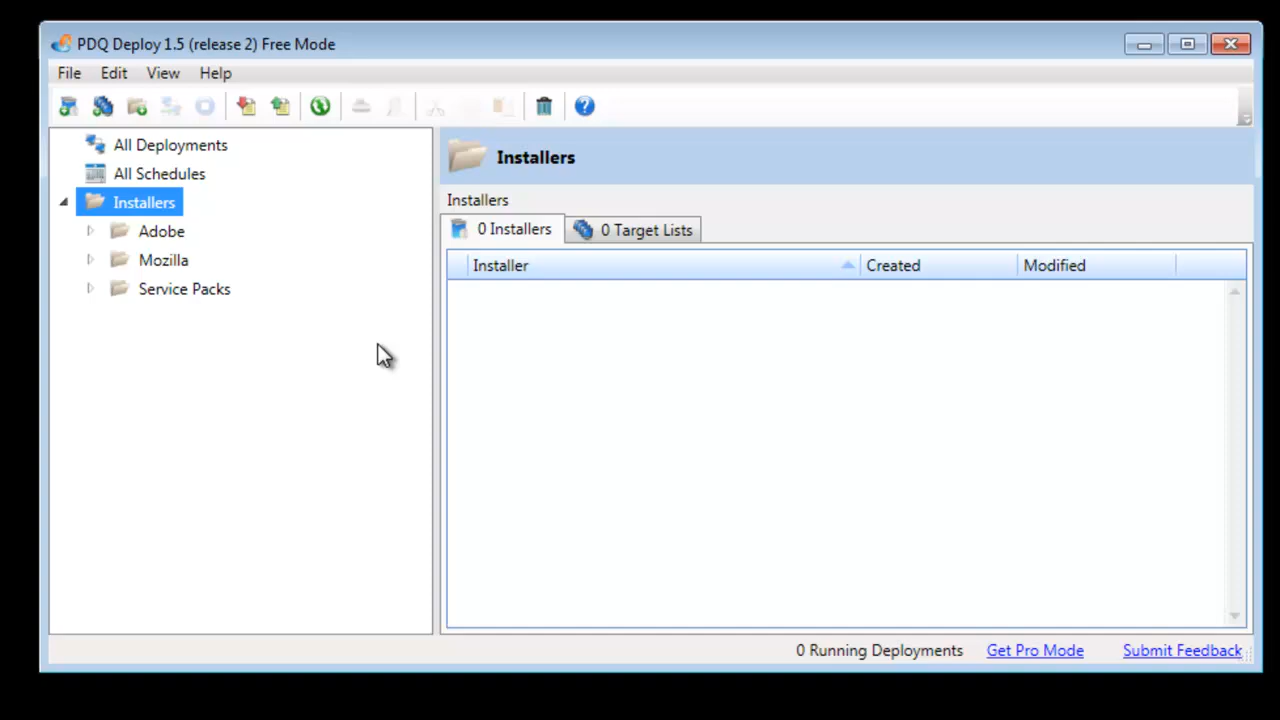 PDQ Deploy 1.5 (release 2) Free Mode
File Edit View Help
All Deployments
All Schedules
Installers
Adobe
Mozilla
Service Packs
Installers
Installers
0 Installers 0 Target Lists
Installer Created Modified
0 Running Deployments Get Pro Mode Submit Feedback